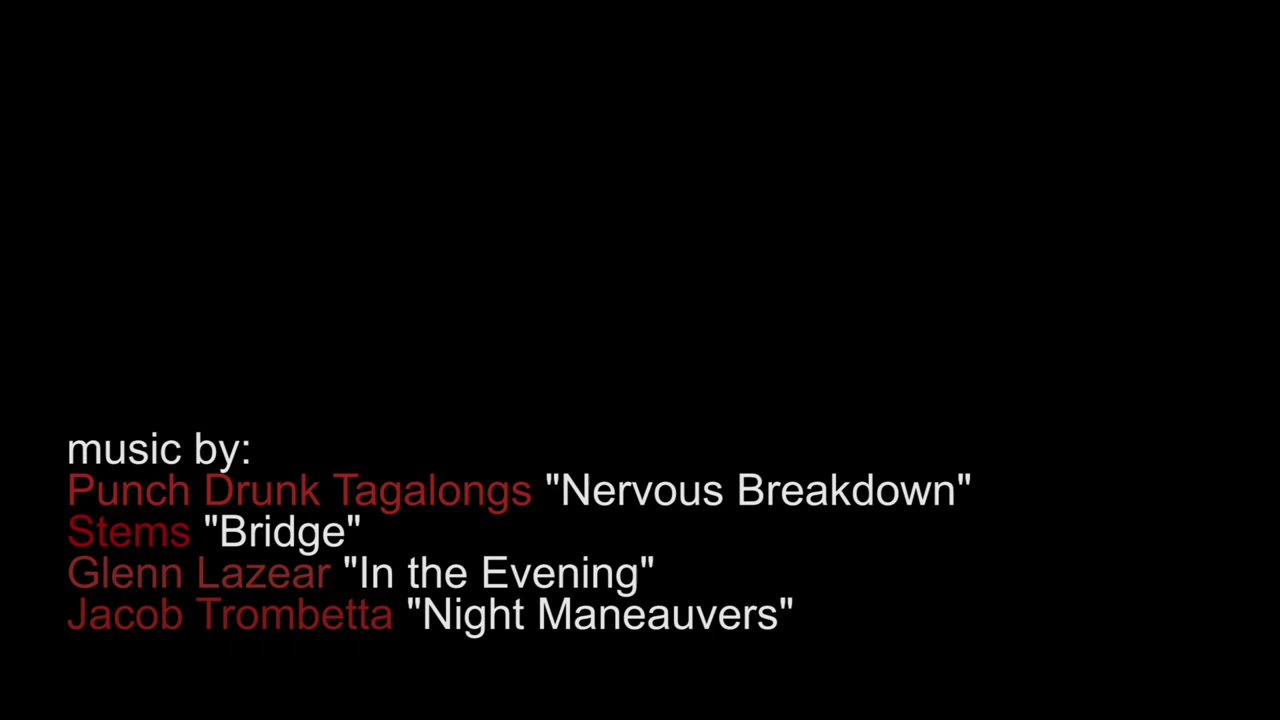 music by:
Punch Drunk Tagalongs "Nervous Breakdown"
Stems "Bridge"
Glenn Lazear "In the Evening"
Jacob Trombetta "Night Maneauvers"